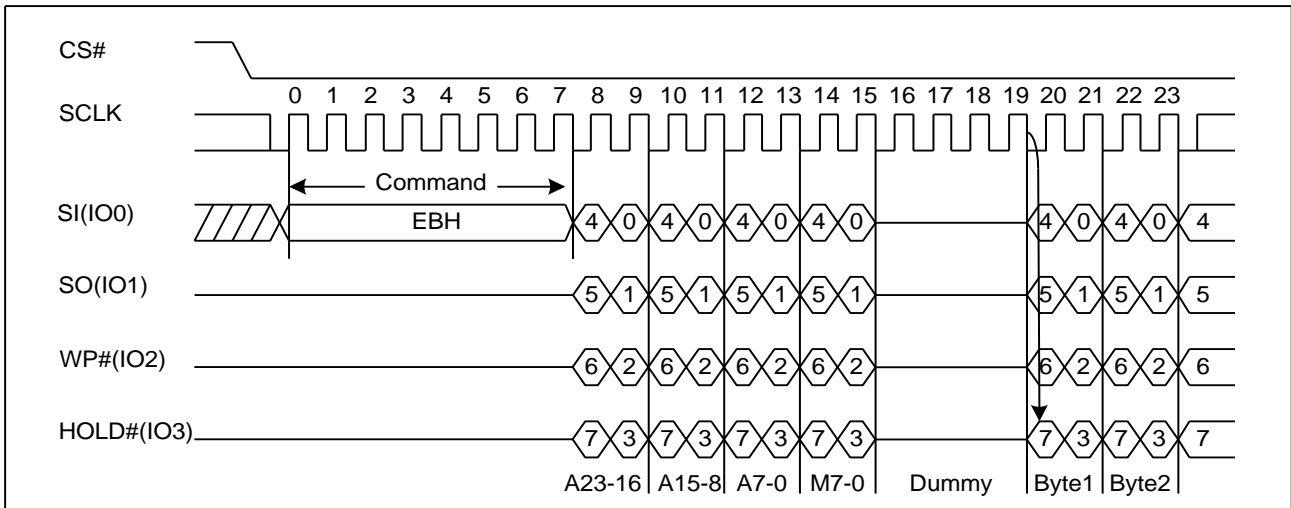 CS#
0 1 2 3 4 5 6 7 8 9 10 11 12 13 14 15 16 17 18 19 20 21 22 23
SCLK
Command
SI(IO0) EBH 4 0 4 0 4 0 4 0 4 0 4 0 4
SO(IO1) 5 1 5 1 5 1 5 1 5 1 5 1 5
WP#(IO2) 6 2 6 2 6 2 6 2 6 2 6 2 6
HOLD#(IO3) 7 3 7 3 7 3 7 3 7 3 7 3 7
A23-16 A15-8 A7-0 M7-0 Dummy Byte1 Byte2